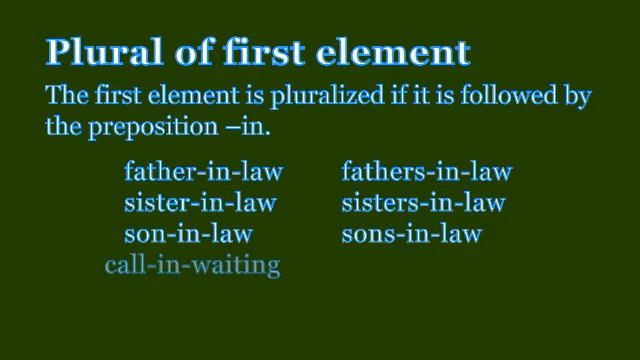 Plural of first element
The first element is pluralized if it is followed by
the preposition –in.
father-in-law fathers-in-law
sister-in-law sisters-in-law
son-in-law sons-in-law
call-in-waiting